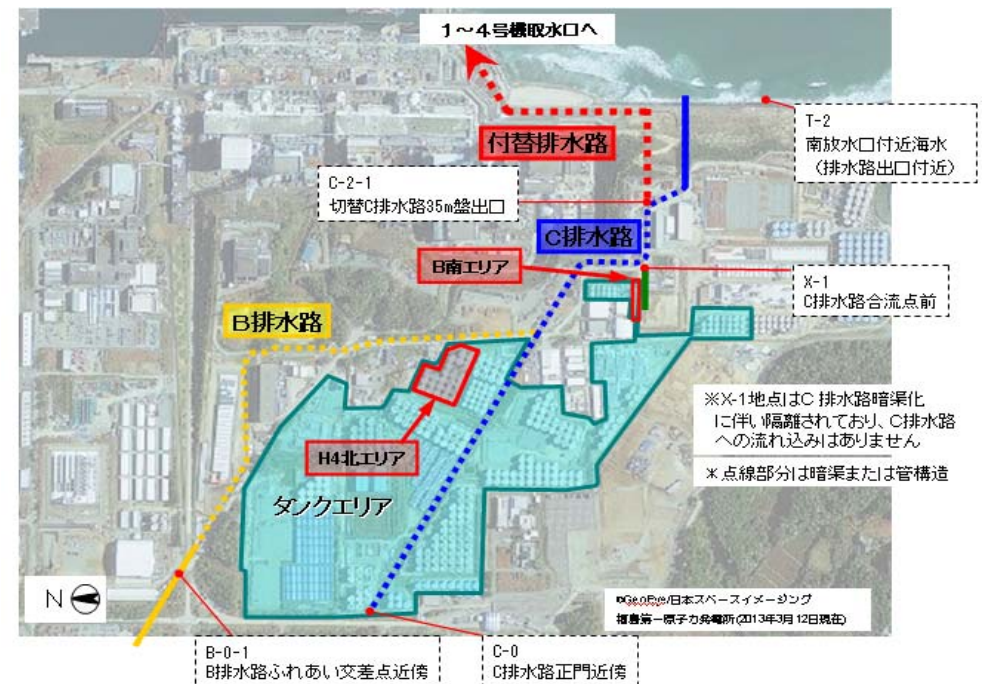 1~4号機取水口へ
付替排水路
T-2
南放水口付近海水
(排水路出口付近)
C-2-1
切替C排水路35m盤出口
C排水路
B南エリア
X-1
C排水路合流点前
B排水路
※X-1地点はC排水路暗渠化
に伴い隔離されており、C排水路
への流れ込みはありません
*点線部分は暗渠または管構造
H4北エリア
タンクエリア
N
©GeoEye/日本スペースイメージング
福島第一原子力発電所(2013年3月12日現在)
B-0-1
B排水路ふれあい交差点近傍
C-0
C排水路正門近傍